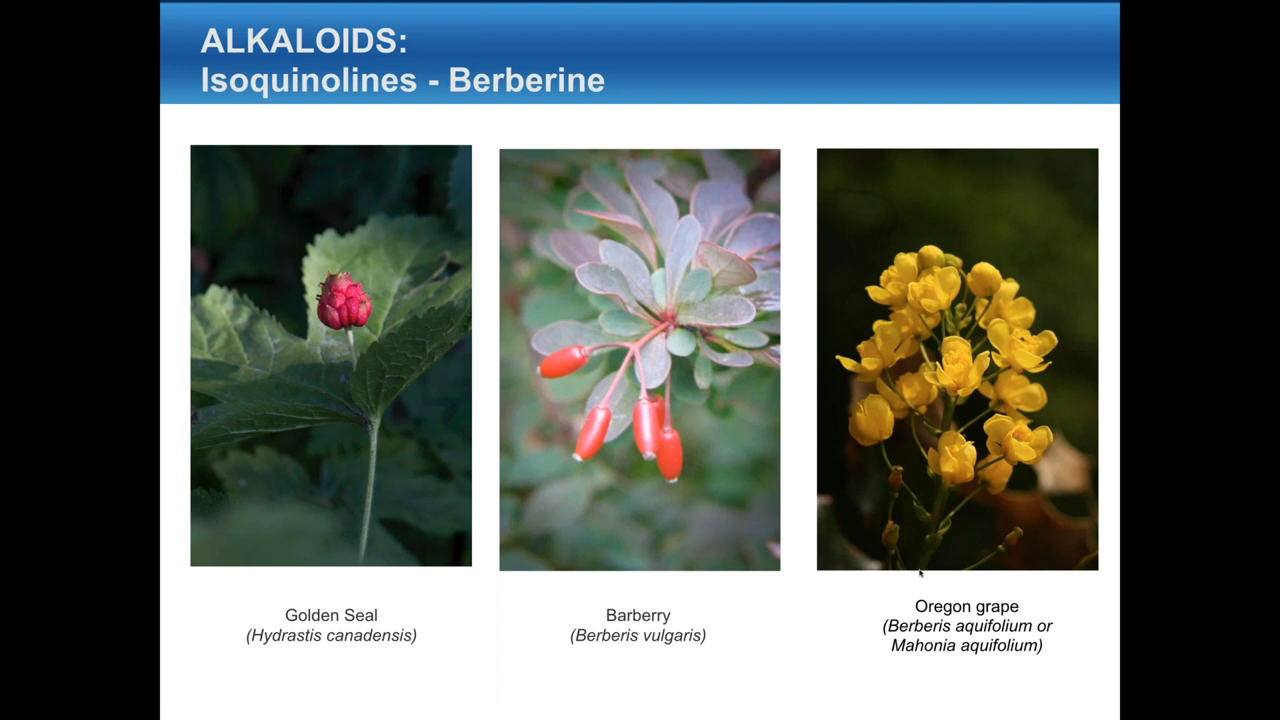 ALKALOIDS:
Isoquinolines - Berberine
Golden Seal
(Hydrastis canadensis)
Barberry
(Berberis vulgaris)
Oregon grape
(Berberis aquifolium or
Mahonia aquifolium)